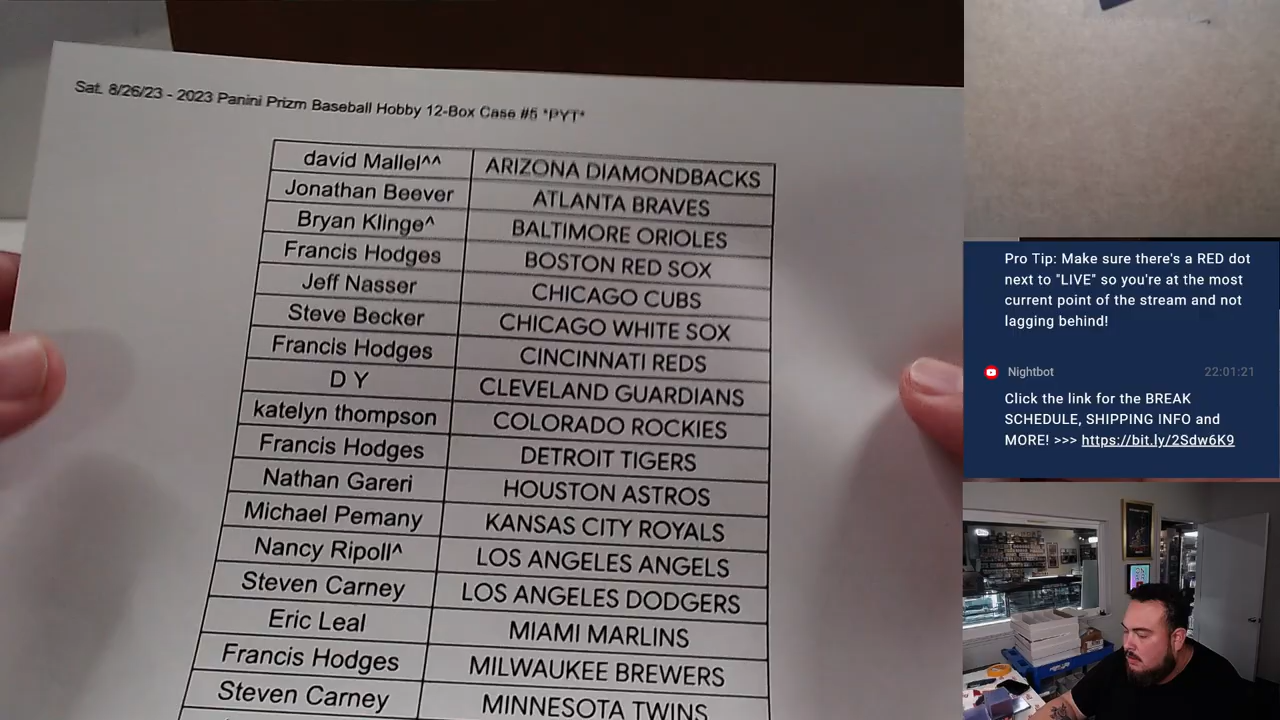 Sat. 8/26/23 - 2023 Panini Prizm Baseball Hobby 12-Box Case #5 *PYT*
david Mallel^^ ARIZONA DIAMONDBACKS
Jonathan Beever ATLANTA BRAVES
Bryan Klinge^ BALTIMORE ORIOLES
Francis Hodges BOSTON RED SOX
Jeff Nasser CHICAGO CUBS
Steve Becker CHICAGO WHITE SOX
Francis Hodges CINCINNATI REDS
D Y CLEVELAND GUARDIANS
katelyn thompson COLORADO ROCKIES
Francis Hodges DETROIT TIGERS
Nathan Gareri HOUSTON ASTROS
Michael Pemany KANSAS CITY ROYALS
Nancy Ripoll^ LOS ANGELES ANGELS
Steven Carney LOS ANGELES DODGERS
Eric Leal MIAMI MARLINS
Francis Hodges MILWAUKEE BREWERS
Steven Carney MINNESOTA TWINS
Pro Tip: Make sure there's a RED dot
next to "LIVE" so you're at the most
current point of the stream and not
lagging behind!
Nightbot 22:01:21
Click the link for the BREAK
SCHEDULE, SHIPPING INFO and
MORE! >>> https://bit.ly/2Sdw6K9